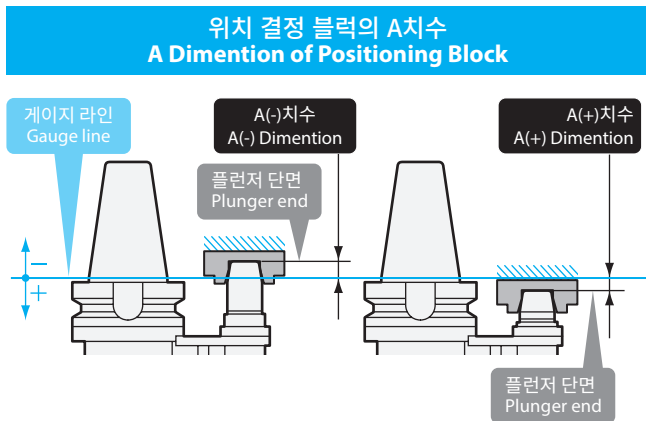 위치 결정 블럭의 A치수
A Dimention of Positioning Block
게이지 라인
Gauge line
A(-)치수
A(-) Dimention
플런저 단면
Plunger end
A(+)치수
A(+) Dimention
−
+
플런저 단면
Plunger end